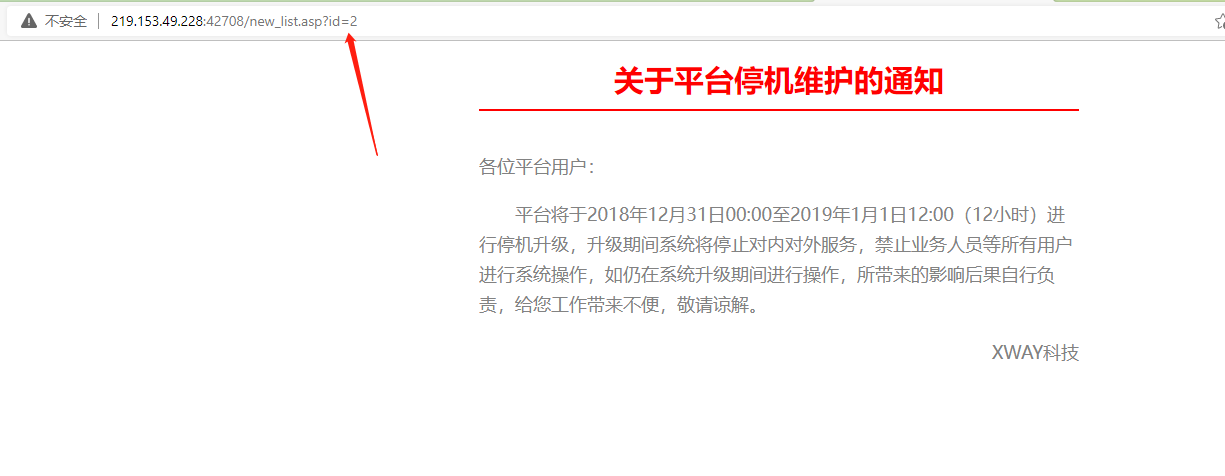 不安全 219.153.49.228:42708/new_list.asp?id=2
关于平台停机维护的通知
各位平台用户：
平台将于2018年12月31日00:00至2019年1月1日12:00（12小时）进
行停机升级，升级期间系统将停止对内对外服务，禁止业务人员等所有用户
进行系统操作，如仍在系统升级期间进行操作，所带来的影响后果自行负
责，给您工作带来不便，敬请谅解。
XWAY科技